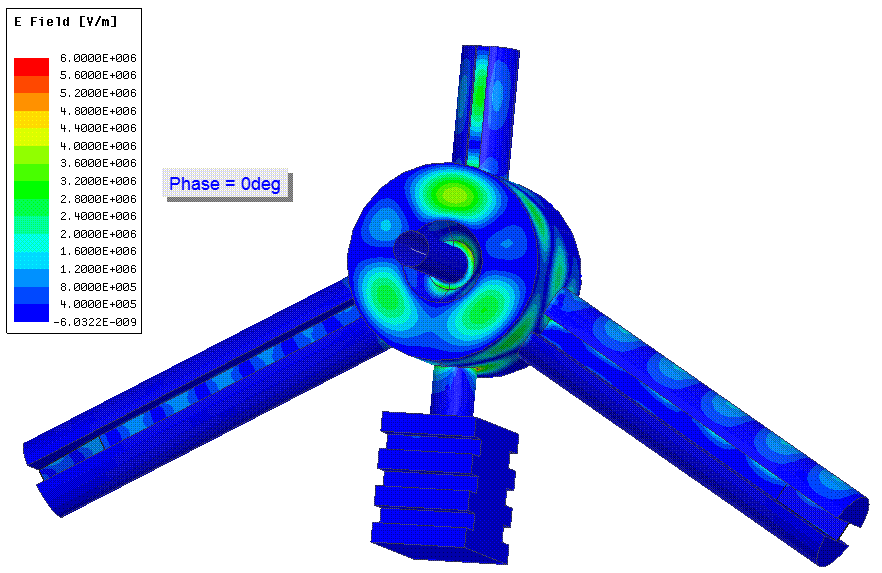 E Field [V/m]
6.0000E+006
5.6000E+006
5.2000E+006
4.8000E+006
4.4000E+006
4.0000E+006
3.6000E+006
3.2000E+006
2.8000E+006
2.4000E+006
2.0000E+006
1.6000E+006
1.2000E+006
8.0000E+005
4.0000E+005
-6.0322E-009
Phase = 0deg